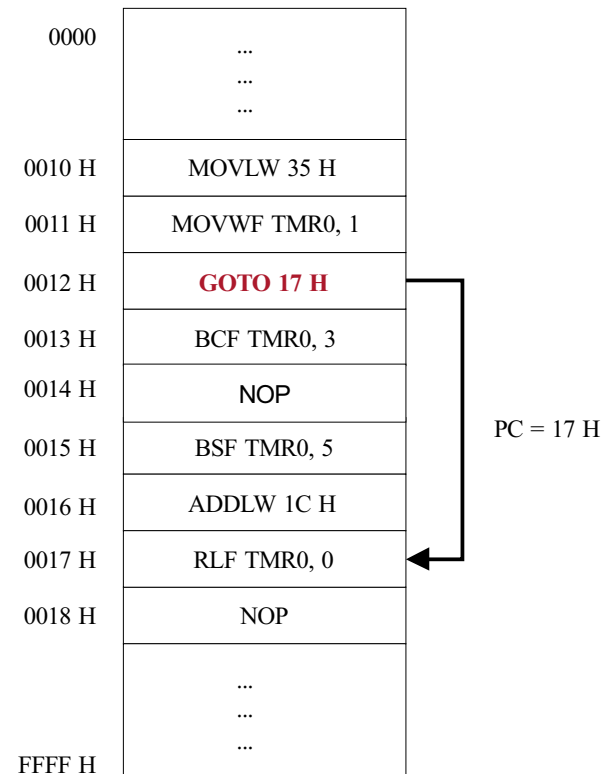 0000
...
...
...
0010 H MOVLW 35 H
0011 H MOVWF TMR0, 1
0012 H GOTO 17 H
0013 H BCF TMR0, 3
0014 H NOP
PC = 17 H
0015 H BSF TMR0, 5
0016 H ADDLW 1C H
0017 H RLF TMR0, 0
0018 H NOP
...
...
...
FFFF H